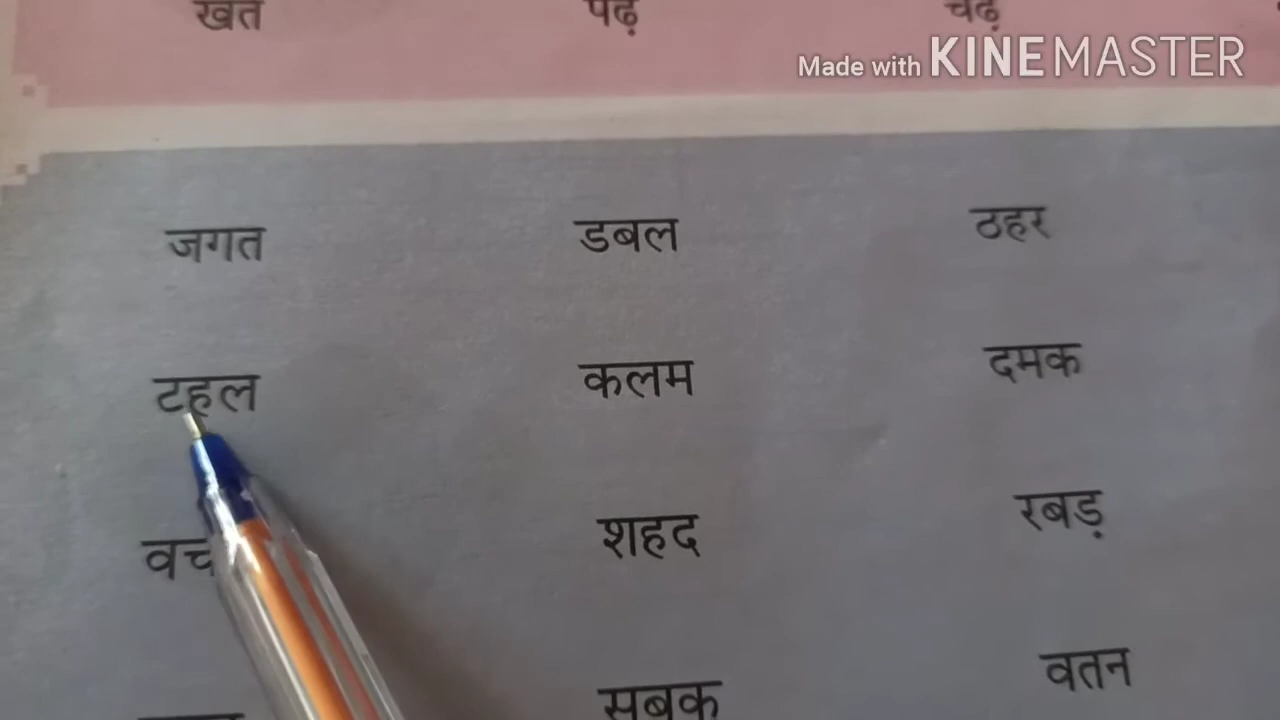 खत पढ़ चढ़
Made with KINEMASTER
जगत डबल ठहर
टहल कलम दमक
शहद रबड़
वतन
सबक